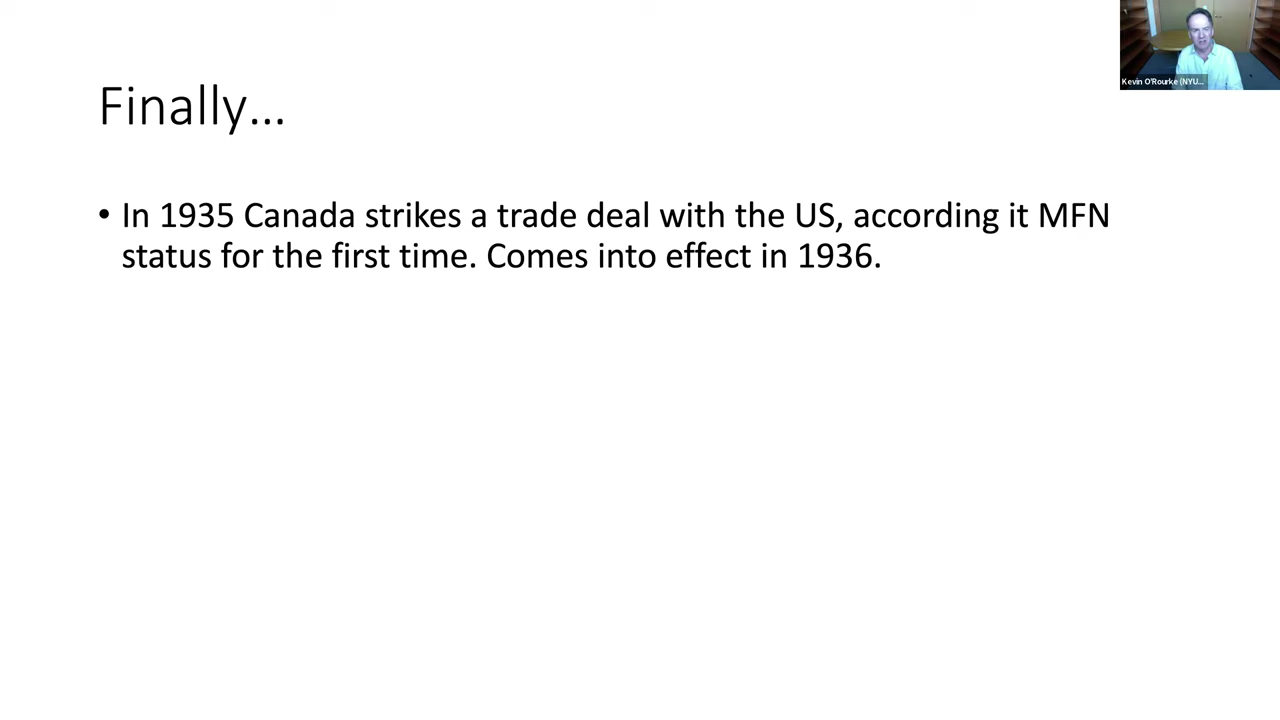 Finally...
• In 1935 Canada strikes a trade deal with the US, according it MFN
status for the first time. Comes into effect in 1936.
Kevin O'Rourke (NYU...